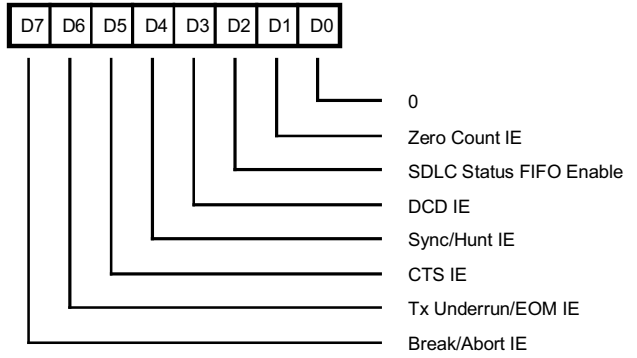 D7 D6 D5 D4 D3 D2 D1 D0
0
Zero Count IE
SDLC Status FIFO Enable
DCD IE
Sync/Hunt IE
CTS IE
Tx Underrun/EOM IE
Break/Abort IE